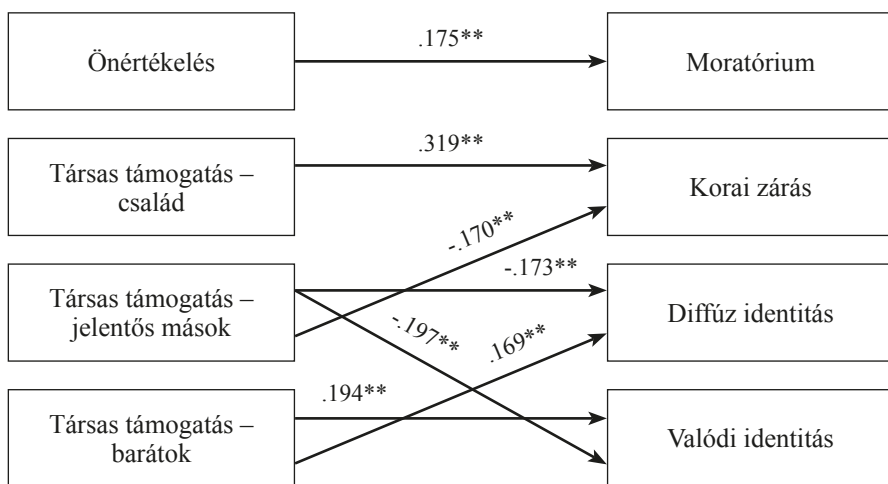 .175**
Önértékelés
Moratórium
.319**
Társas támogatás –
család
Korai zárás
-.170**
-.173**
Társas támogatás –
jelentős mások
Diffúz identitás
-.197**
.169**
.194**
Társas támogatás –
barátok
Valódi identitás